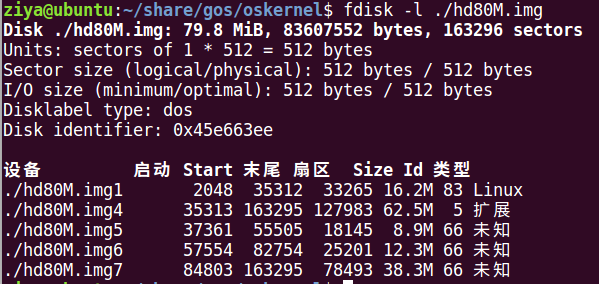 ziya@ubuntu:~/share/gos/oskernel$ fdisk -l ./hd80M.img
Disk ./hd80M.img: 79.8 MiB, 83607552 bytes, 163296 sectors
Units: sectors of 1 * 512 = 512 bytes
Sector size (logical/physical): 512 bytes / 512 bytes
I/O size (minimum/optimal): 512 bytes / 512 bytes
Disklabel type: dos
Disk identifier: 0x45e663ee
设备 启动 Start 末尾 扇区 Size Id 类型
./hd80M.img1 2048 35312 33265 16.2M 83 Linux
./hd80M.img4 35313 163295 127983 62.5M 5 扩展
./hd80M.img5 37361 55505 18145 8.9M 66 未知
./hd80M.img6 57554 82754 25201 12.3M 66 未知
./hd80M.img7 84803 163295 78493 38.3M 66 未知